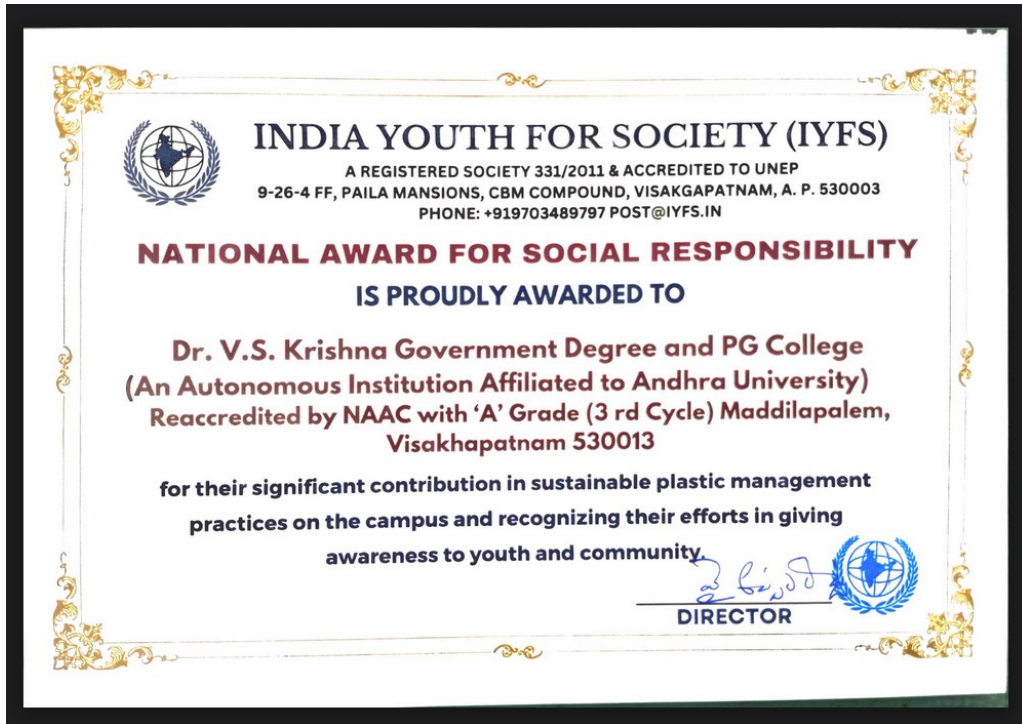 INDIA YOUTH FOR SOCIETY (IYFS)
A REGISTERED SOCIETY 331/2011 & ACCREDITED TO UNEP
9-26-4 FF, PAILA MANSIONS, CBM COMPOUND, VISAKGAPATNAM, A. P. 530003
PHONE: +919703489797 POST@IYFS.IN
NATIONAL AWARD FOR SOCIAL RESPONSIBILITY
IS PROUDLY AWARDED TO
Dr. V.S. Krishna Government Degree and PG College
(An Autonomous Institution Affiliated to Andhra University)
Reaccredited by NAAC with ‘A’ Grade (3 rd Cycle) Maddilapalem,
Visakhapatnam 530013
for their significant contribution in sustainable plastic management
practices on the campus and recognizing their efforts in giving
awareness to youth and community.
DIRECTOR